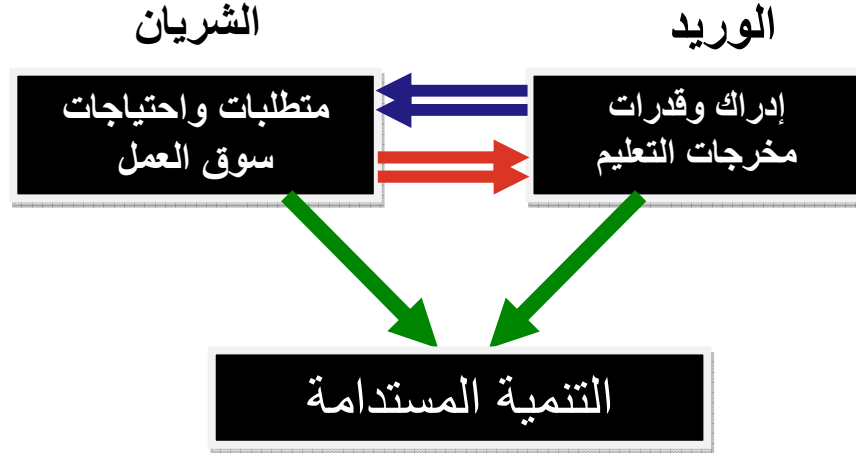 الوريد
الشريان
إدراك وقدرات
مخرجات التعليم
متطلبات واحتياجات
سوق العمل
التنمية المستدامة